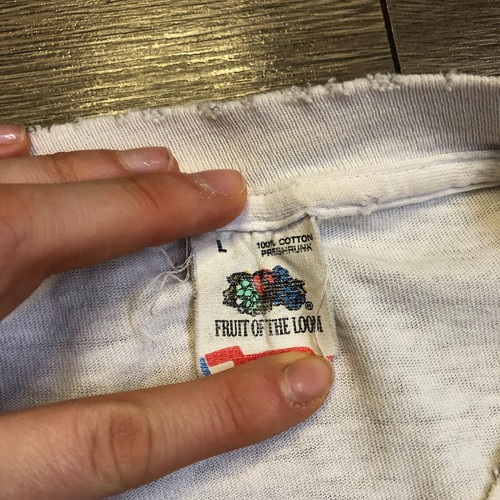 L
100% COTTON
PRESHRUNK
®
FRUIT OF THE LOOM